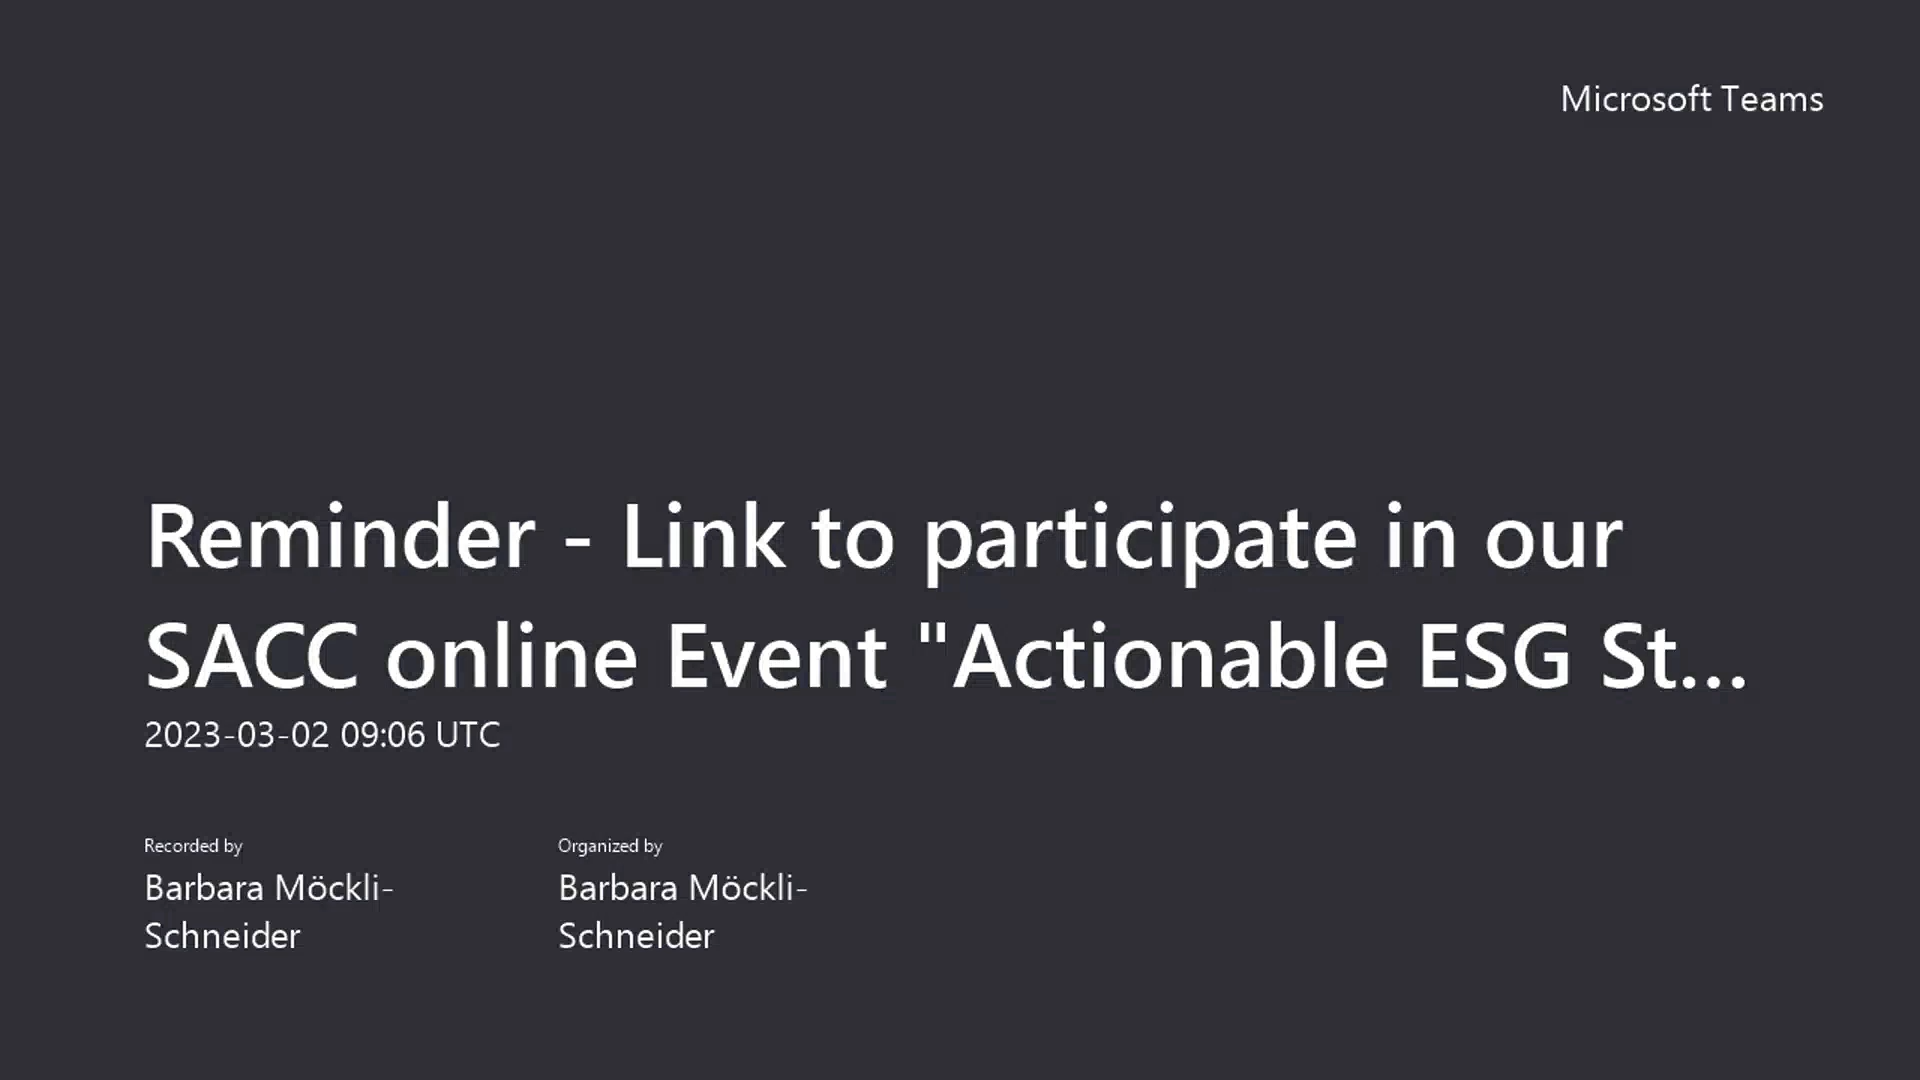 Microsoft Teams
Reminder - Link to participate in our
SACC online Event "Actionable ESG St...
2023-03-02 09:06 UTC
Recorded by
Barbara Möckli-
Schneider
Organized by
Barbara Möckli-
Schneider